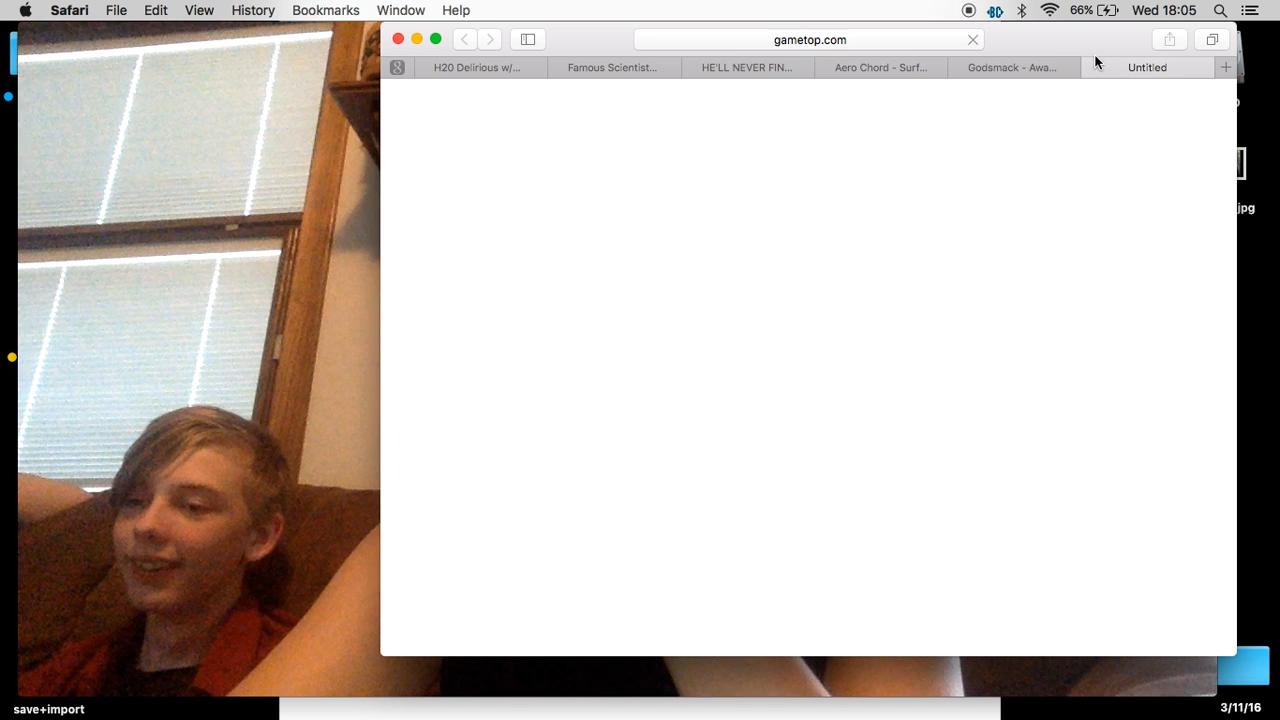 Safari File Edit View History Bookmarks Window Help 66% Wed 18:05
gametop.com
H20 Delirious w/... Famous Scientist... HE'LL NEVER FIN... Aero Chord - Surf... Godsmack - Awa... Untitled
jpg
save+import 3/11/16